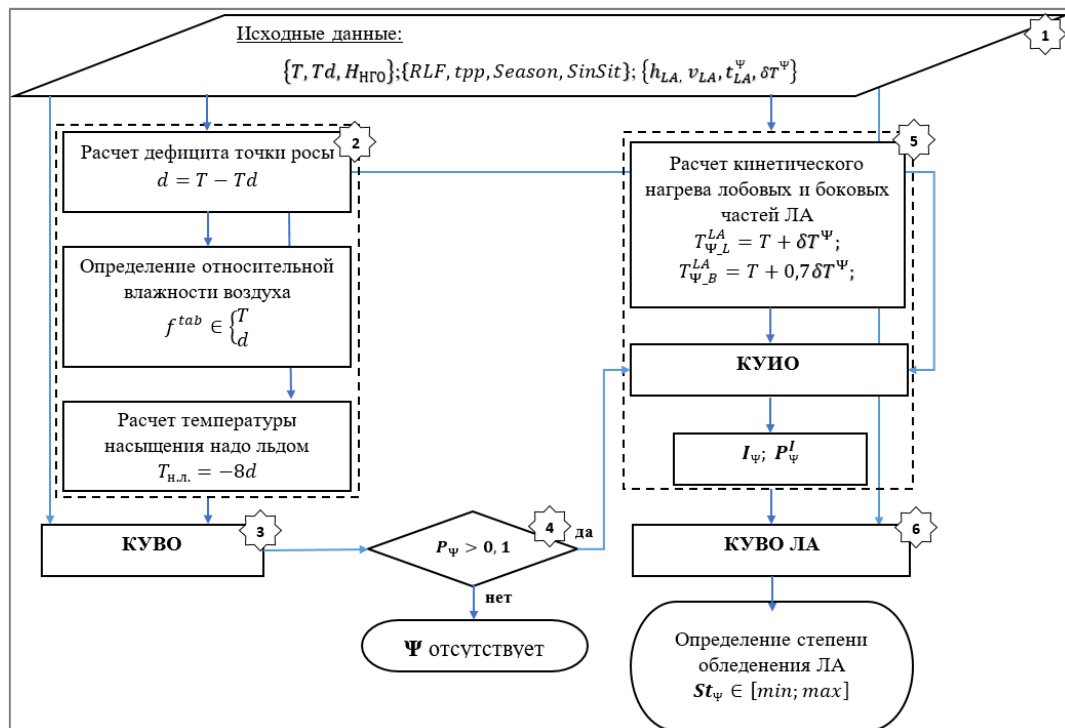 Исходные данные:
1
{T, Td, H_НГО};{RLF, tpp, Season, SinSit}; {h_LA, v_LA, t_LA^Ψ, δT^Ψ}
2
Расчет дефицита точки росы
d = T − Td
Определение относительной
влажности воздуха
f^tab ∈ {T
d
Расчет температуры
насыщения надо льдом
T_н.л. = −8d
3
КУВО
4
P_Ψ > 0, 1
да
нет
Ψ отсутствует
5
Расчет кинетического
нагрева лобовых и боковых
частей ЛА
T_Ψ_L^LA = T + δT^Ψ;
T_Ψ_B^LA = T + 0,7δT^Ψ;
КУИО
I_Ψ; P_Ψ^I
6
КУВО ЛА
Определение степени
обледенения ЛА
St_Ψ ∈ [min; max]